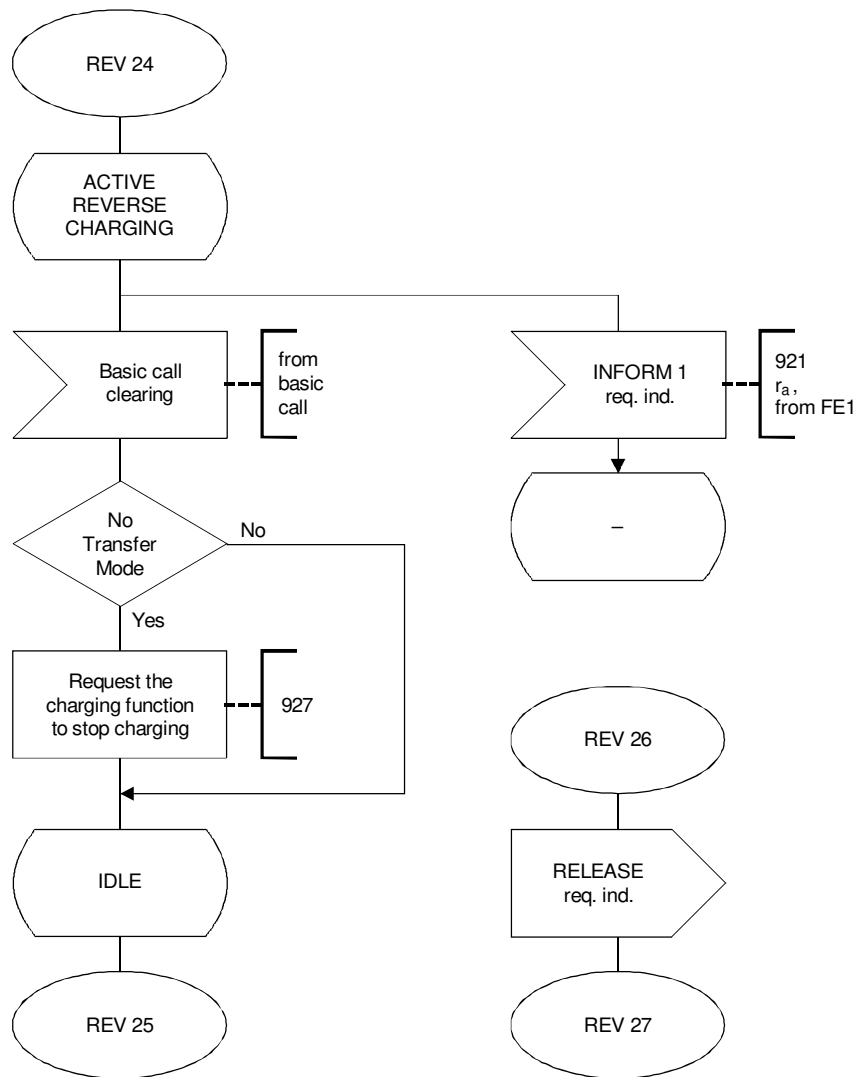 REV 24
ACTIVE
REVERSE
CHARGING
Basic call
clearing
from
basic
call
INFORM 1
req. ind.
921
ra,
from FE1
–
No
Transfer
Mode
No
Yes
Request the
charging function
to stop charging
927
REV 26
RELEASE
req. ind.
IDLE
REV 25
REV 27